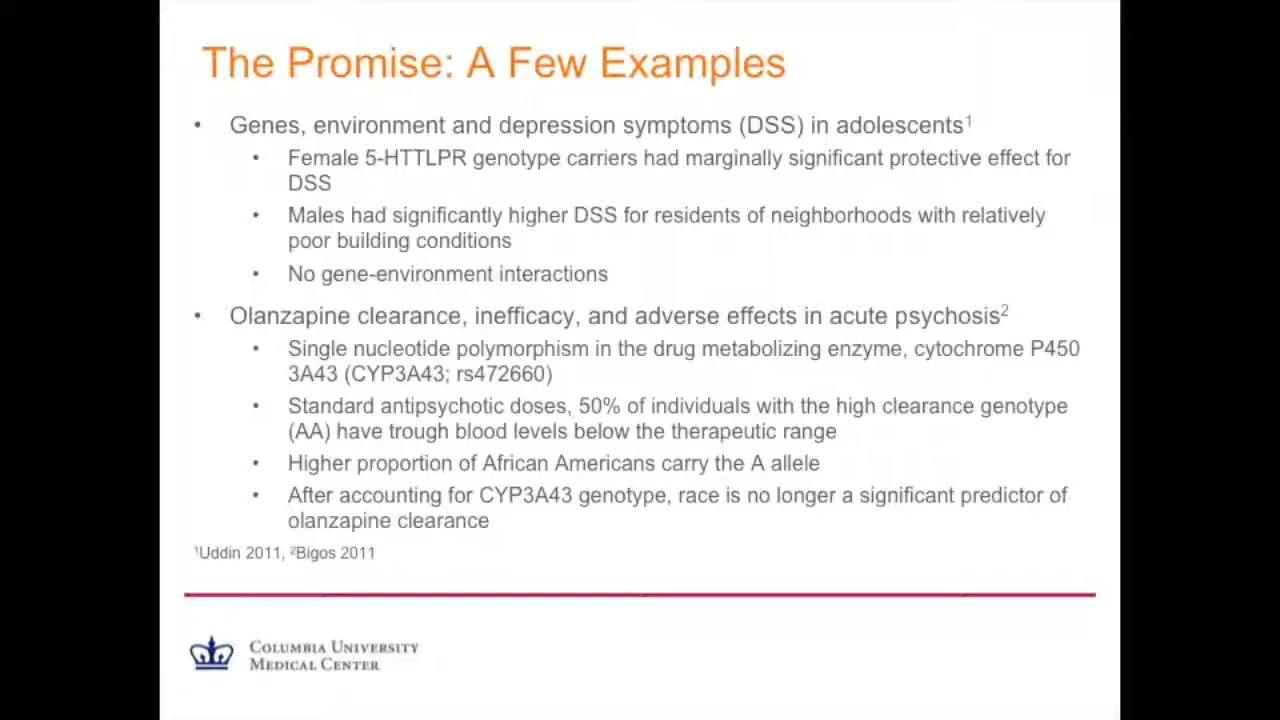 The Promise: A Few Examples
• Genes, environment and depression symptoms (DSS) in adolescents¹
• Female 5-HTTLPR genotype carriers had marginally significant protective effect for
DSS
• Males had significantly higher DSS for residents of neighborhoods with relatively
poor building conditions
• No gene-environment interactions
• Olanzapine clearance, inefficacy, and adverse effects in acute psychosis²
• Single nucleotide polymorphism in the drug metabolizing enzyme, cytochrome P450
3A43 (CYP3A43; rs472660)
• Standard antipsychotic doses, 50% of individuals with the high clearance genotype
(AA) have trough blood levels below the therapeutic range
• Higher proportion of African Americans carry the A allele
• After accounting for CYP3A43 genotype, race is no longer a significant predictor of
olanzapine clearance
¹Uddin 2011, ²Bigos 2011
COLUMBIA UNIVERSITY
MEDICAL CENTER